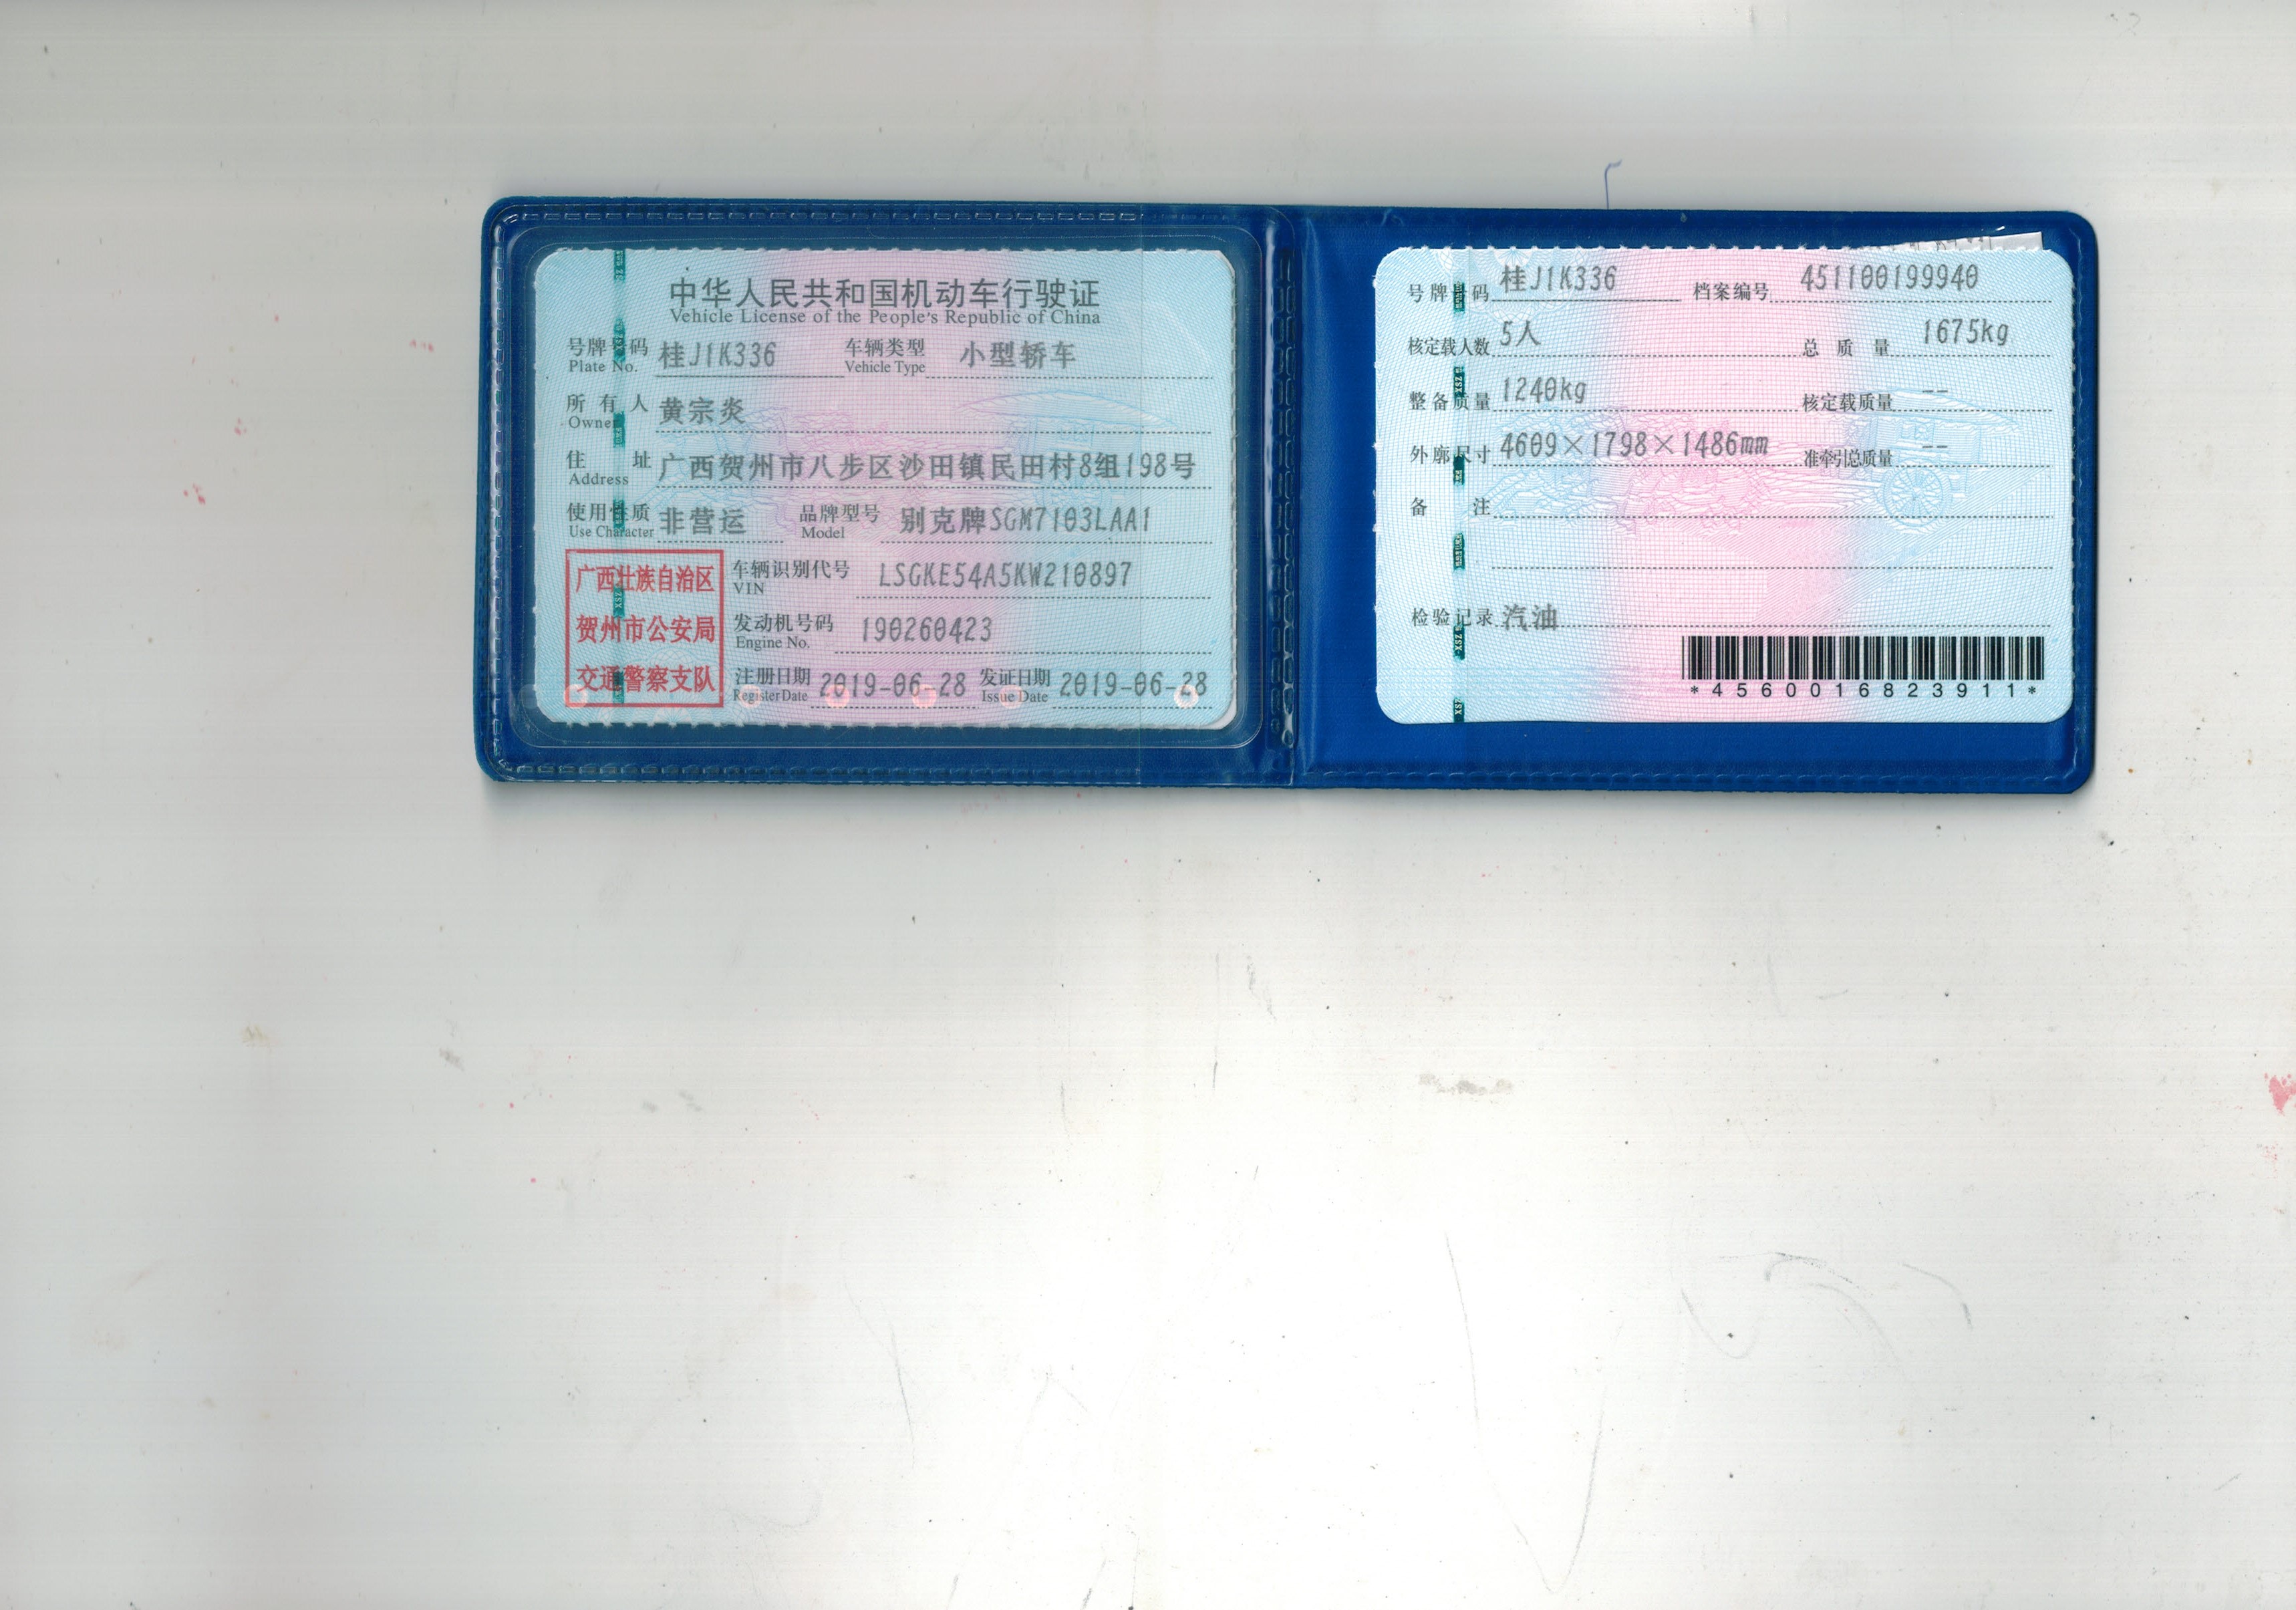 中华人民共和国机动车行驶证
Vehicle License of the People's Republic of China
号牌号码 桂J1K336 车辆类型 小型轿车
Plate No. Vehicle Type
所有人 黄宗炎
Owner
住址 广西贺州市八步区沙田镇民田村8组198号
Address
使用性质 非营运 品牌型号 别克牌SGM7103LAA1
Use Character Model
广西壮族自治区
贺州市公安局
交通警察支队
车辆识别代号 LSGKE54A5KW210897
VIN
发动机号码 190260423
Engine No.
注册日期 2019-06-28 发证日期 2019-06-28
Register Date Issue Date
号牌号码 桂J1K336 档案编号 451100199940
核定载人数 5人 总质量 1675kg
整备质量 1240kg 核定载质量 --
外廓尺寸 4609×1798×1486mm 准牵引总质量 --
备注
检验记录 汽油
*4560016823911*